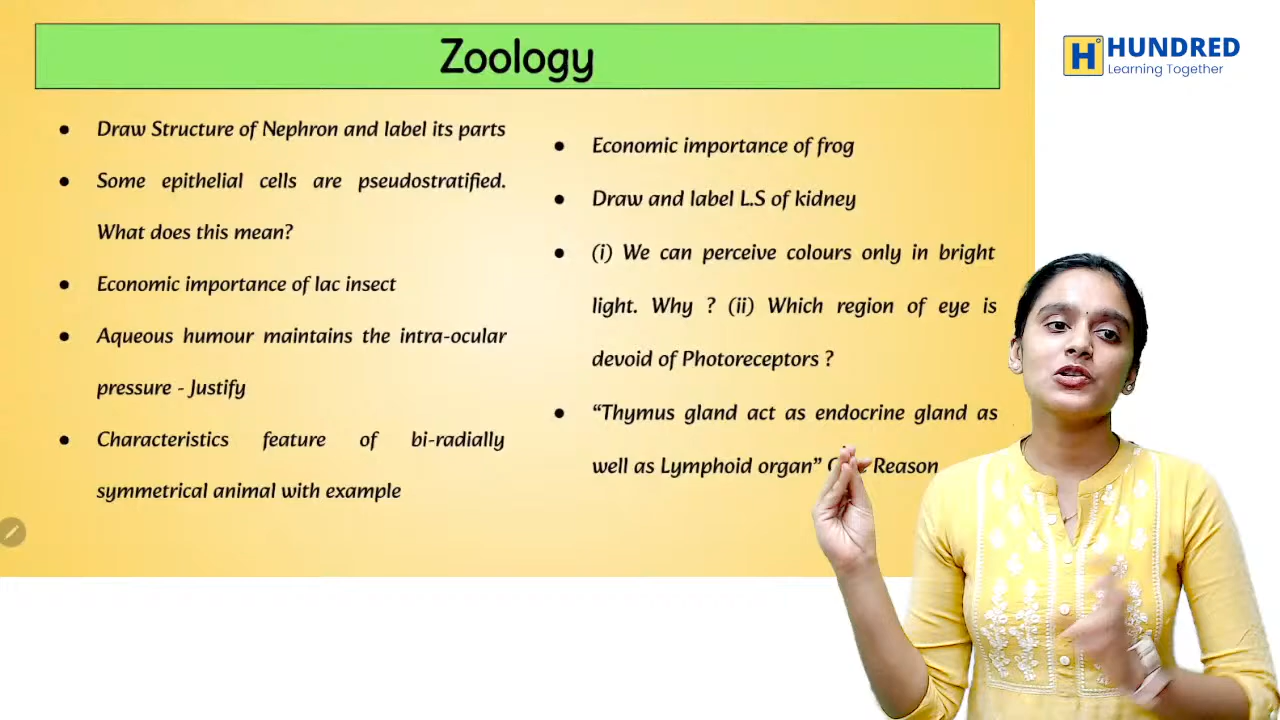 Zoology
HUNDRED
Learning Together
● Draw Structure of Nephron and label its parts
● Some epithelial cells are pseudostratified.
What does this mean?
● Economic importance of lac insect
● Aqueous humour maintains the intra-ocular
pressure - Justify
● Characteristics feature of bi-radially
symmetrical animal with example
● Economic importance of frog
● Draw and label L.S of kidney
● (i) We can perceive colours only in bright
light. Why ? (ii) Which region of eye is
devoid of Photoreceptors ?
● “Thymus gland act as endocrine gland as
well as Lymphoid organ” Reason